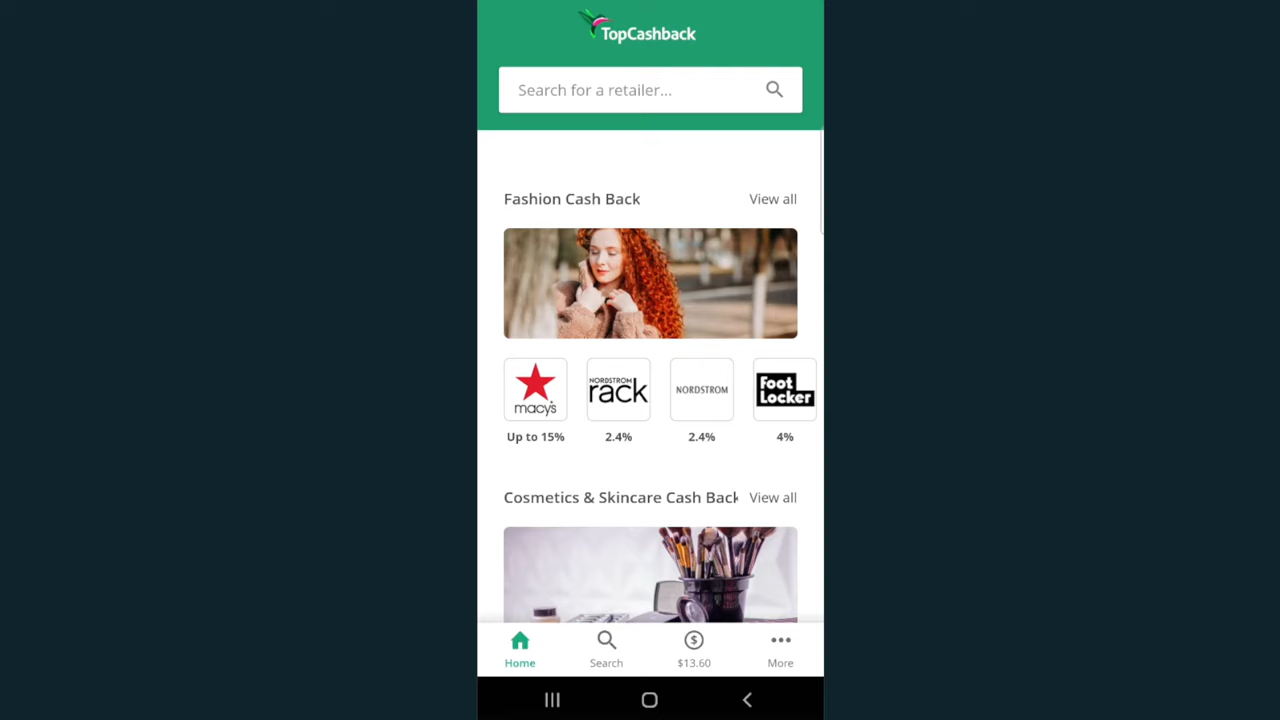 TopCashback
Search for a retailer...
Fashion Cash Back View all
macy's
NORDSTROM rack
NORDSTROM
Foot Locker
Up to 15% 2.4% 2.4% 4%
Cosmetics & Skincare Cash Back View all
Home Search $13.60 More